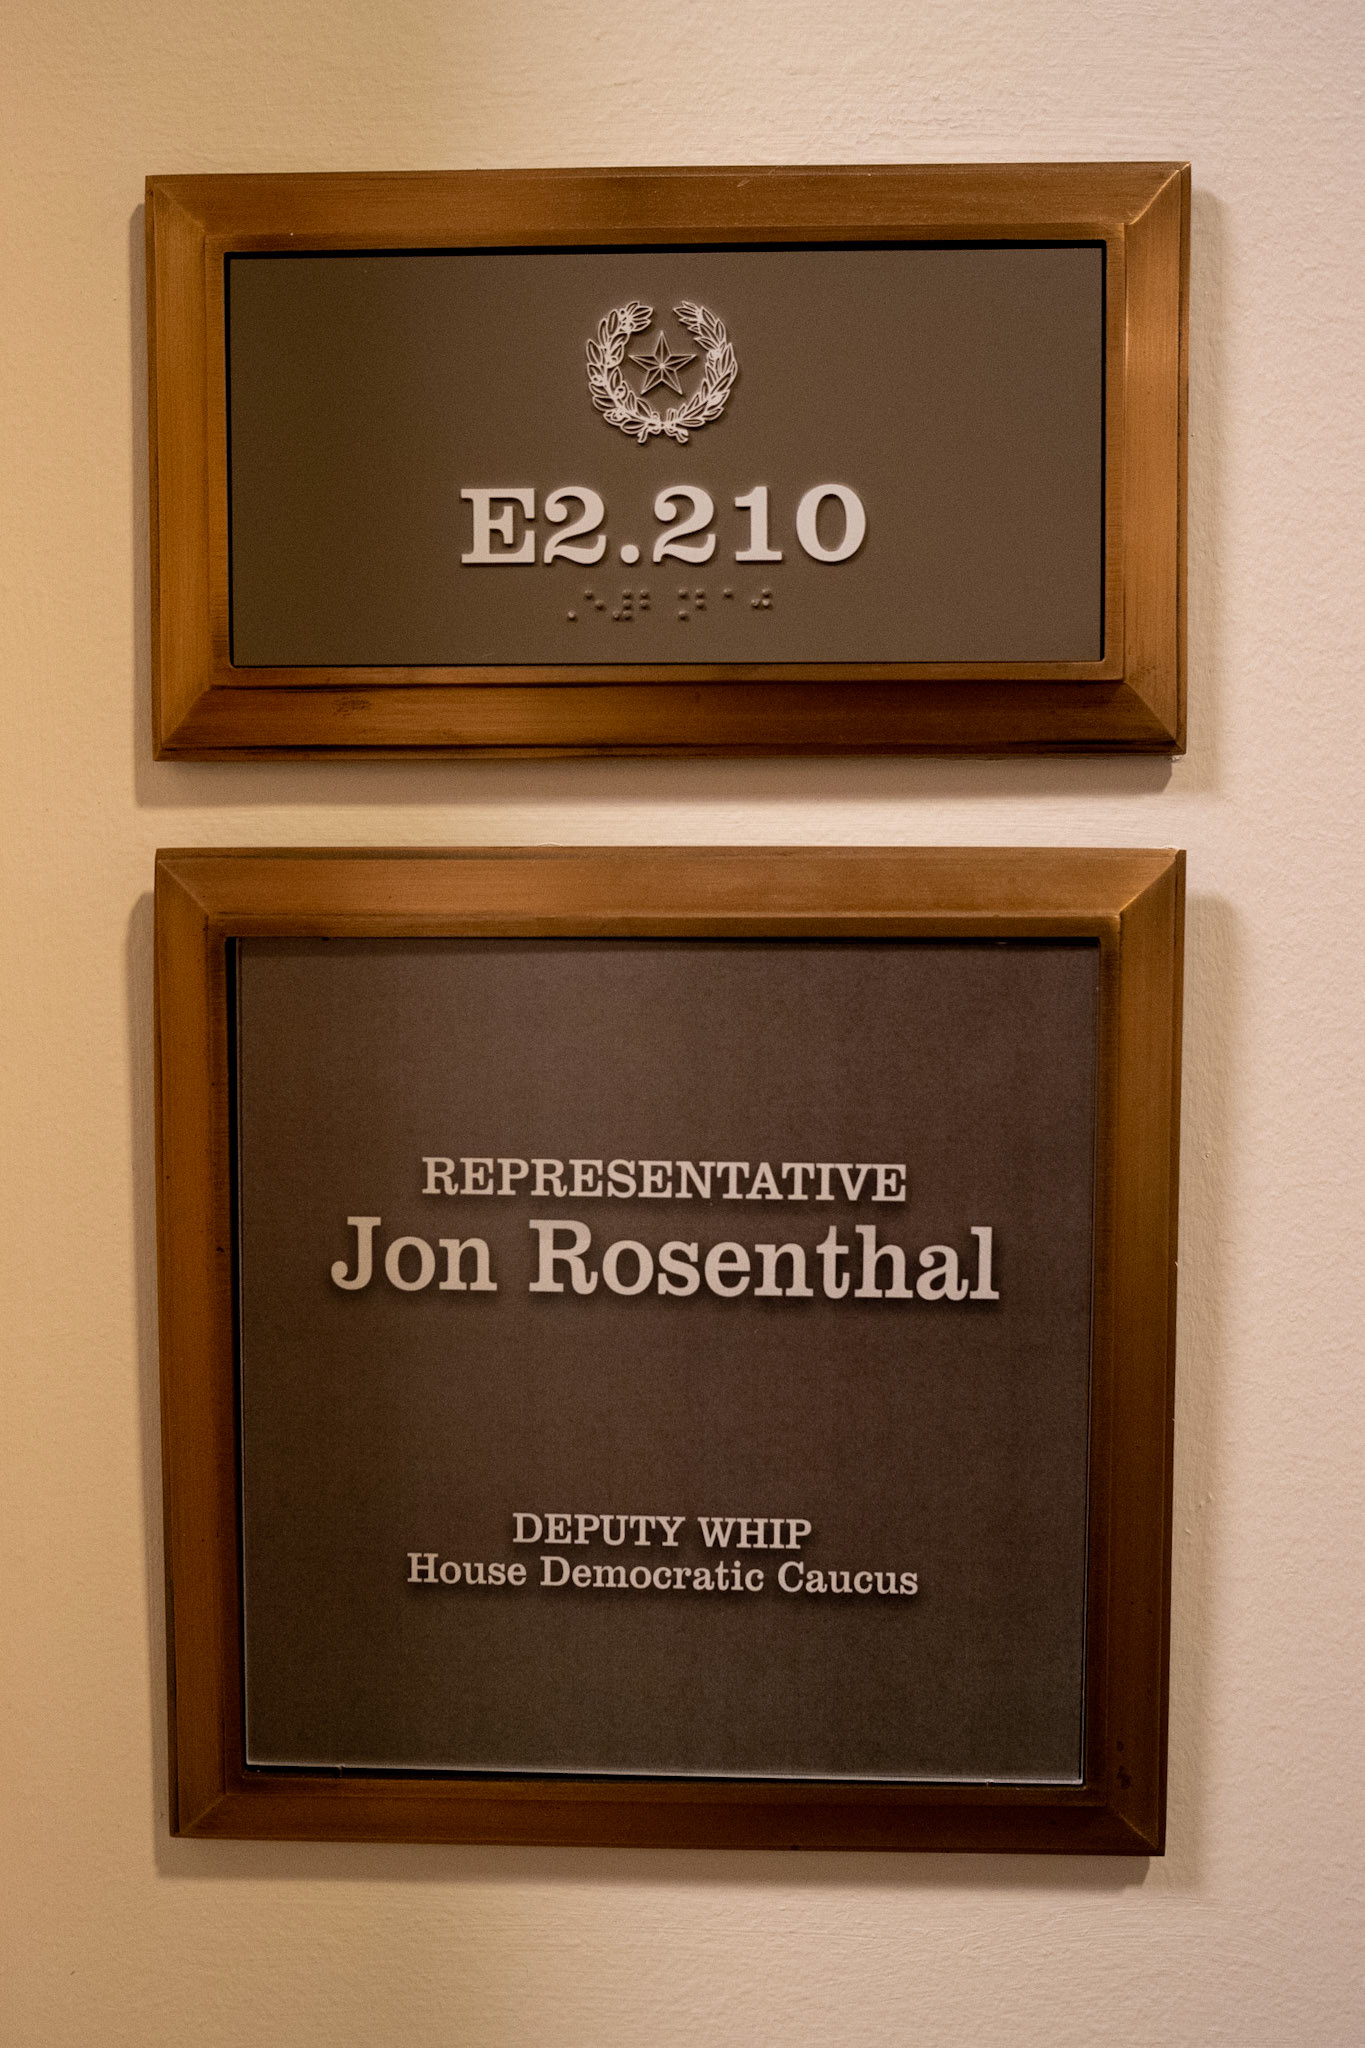 E2.210
REPRESENTATIVE
Jon Rosenthal
DEPUTY WHIP
House Democratic Caucus